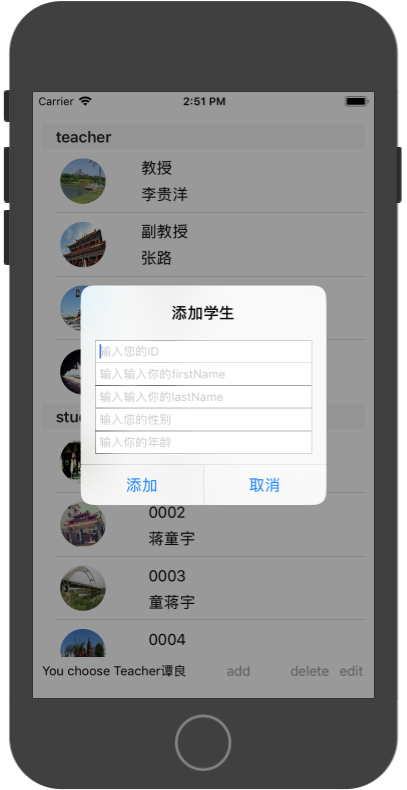 Carrier 2:51 PM
teacher
教授
李贵洋
副教授
张路
添加学生
输入您的ID
输入输入你的firstName
输入输入你的lastName
输入您的性别
输入你的年龄
添加 取消
stu
0002
蒋童宇
0003
童蒋宇
0004
You choose Teacher谭良 add delete edit